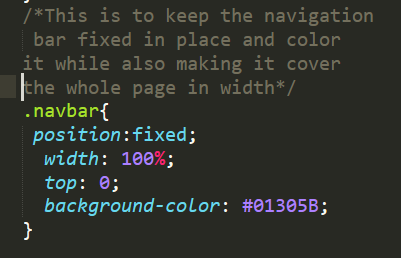 /*This is to keep the navigation
bar fixed in place and color
it while also making it cover
the whole page in width*/
.navbar{
position:fixed;
width: 100%;
top: 0;
background-color: #01305B;
}